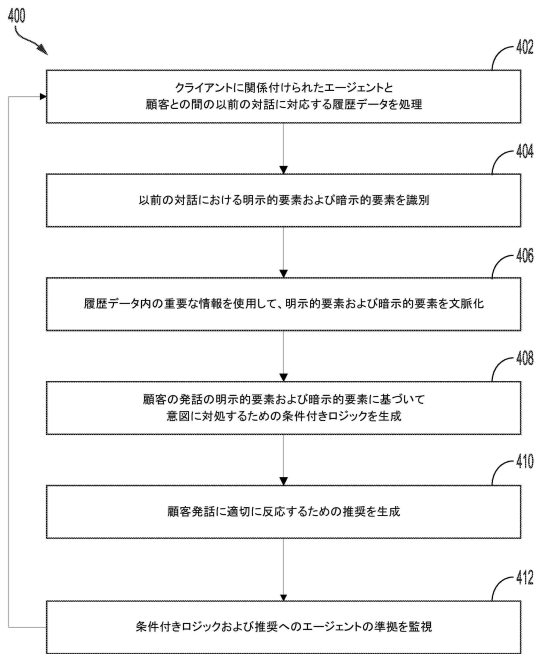 400
402
クライアントに関係付けられたエージェントと
顧客との間の以前の対話に対応する履歴データを処理
404
以前の対話における明示的要素および暗示的要素を識別
406
履歴データ内の重要な情報を使用して、明示的要素および暗示的要素を文脈化
408
顧客の発話の明示的要素および暗示的要素に基づいて
意図に対処するための条件付きロジックを生成
410
顧客発話に適切に反応するための推奨を生成
412
条件付きロジックおよび推奨へのエージェントの準拠を監視